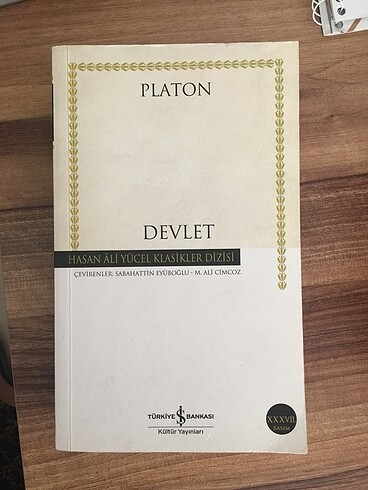 PLATON
DEVLET
HASAN ÂLİ YÜCEL KLASİKLER DİZİSİ
ÇEVİRENLER: SABAHATTİN EYÜBOĞLU - M. ALİ CİMCOZ
TÜRKİYE İŞ BANKASI
Kültür Yayınları
XXXVII.
BASIM